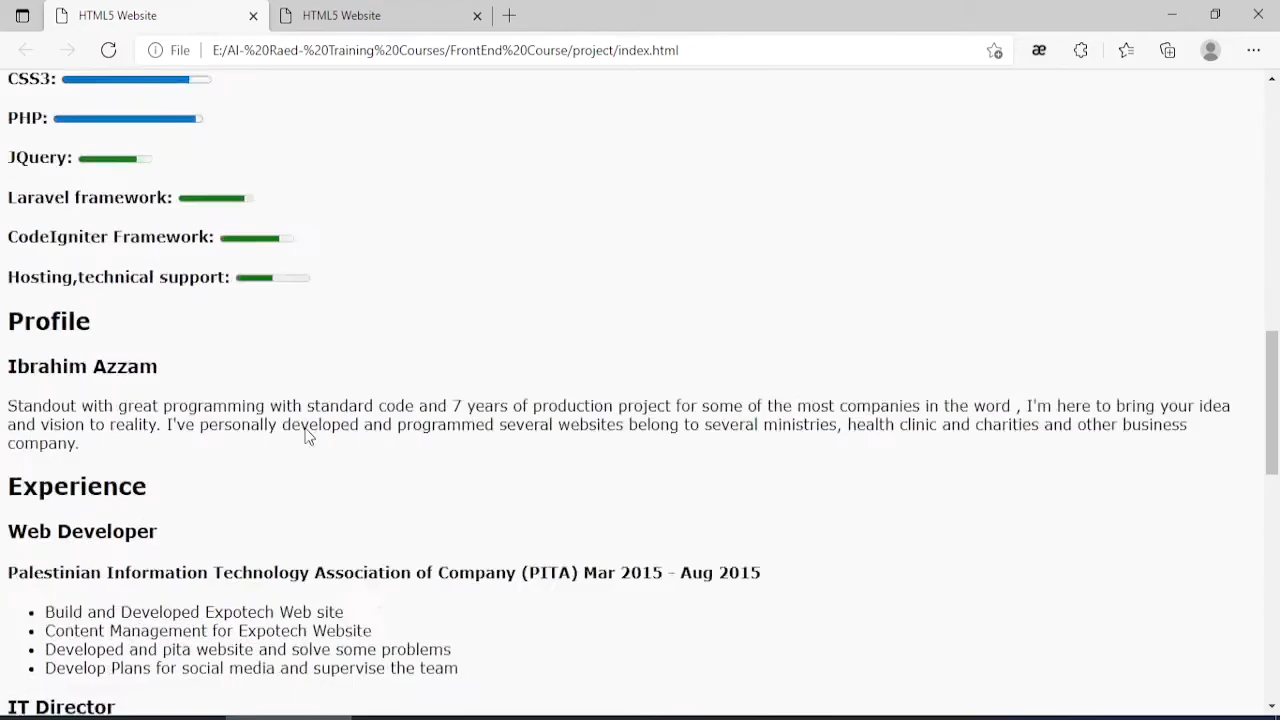 HTML5 Website
HTML5 Website
File
E:/Al-%20Raed-%20Training%20Courses/FrontEnd%20Course/project/index.html
æ
CSS3:
PHP:
JQuery:
Laravel framework:
CodeIgniter Framework:
Hosting,technical support:
Profile
Ibrahim Azzam
Standout with great programming with standard code and 7 years of production project for some of the most companies in the word , I'm here to bring your idea
and vision to reality. I've personally developed and programmed several websites belong to several ministries, health clinic and charities and other business
company.
Experience
Web Developer
Palestinian Information Technology Association of Company (PITA) Mar 2015 - Aug 2015
• Build and Developed Expotech Web site
• Content Management for Expotech Website
• Developed and pita website and solve some problems
• Develop Plans for social media and supervise the team
IT Director